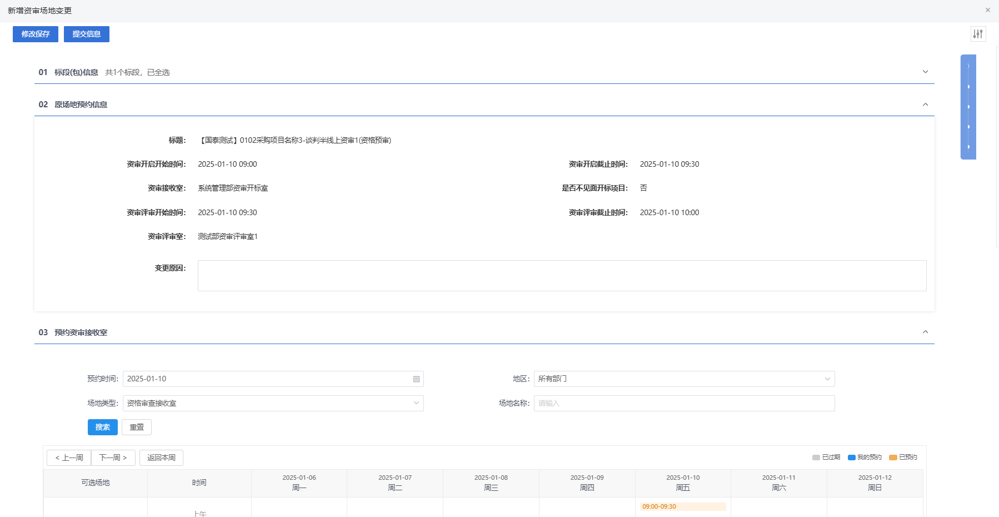 新增资审场地变更
修改保存 提交信息
01 标段(包)信息 共1个标段，已全选
02 原场地预约信息
标题： 【国泰测试】0102采购项目名称3-谈判半线上资审1(资格预审)
资审开启开始时间： 2025-01-10 09:00 资审开启截止时间： 2025-01-10 09:30
资审接收室： 系统管理部资审开标室 是否不见面开标项目： 否
资审评审开始时间： 2025-01-10 09:30 资审评审截止时间： 2025-01-10 10:00
资审评审室： 测试部资审评审室1
变更原因：
03 预约资审接收室
预约时间： 2025-01-10 地区： 所有部门
场地类型： 资格审查接收室 场地名称： 请输入
搜索 重置
< 上一周 下一周 > 返回本周 已过期 我的预约 已预约
可选场地 时间 2025-01-06 2025-01-07 2025-01-08 2025-01-09 2025-01-10 2025-01-11 2025-01-12
周一 周二 周三 周四 周五 周六 周日
09:00-09:30
上午